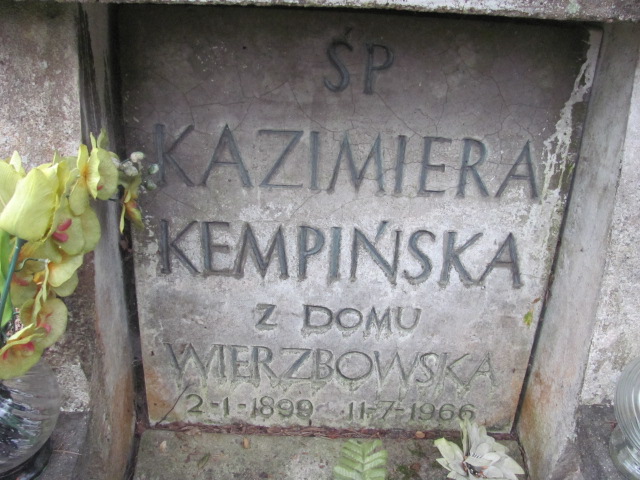 ŚP
KAZIMIERA
KEMPIŃSKA
Z DOMU
WIERZBOWSKA
2-1-1899 11-7-1966